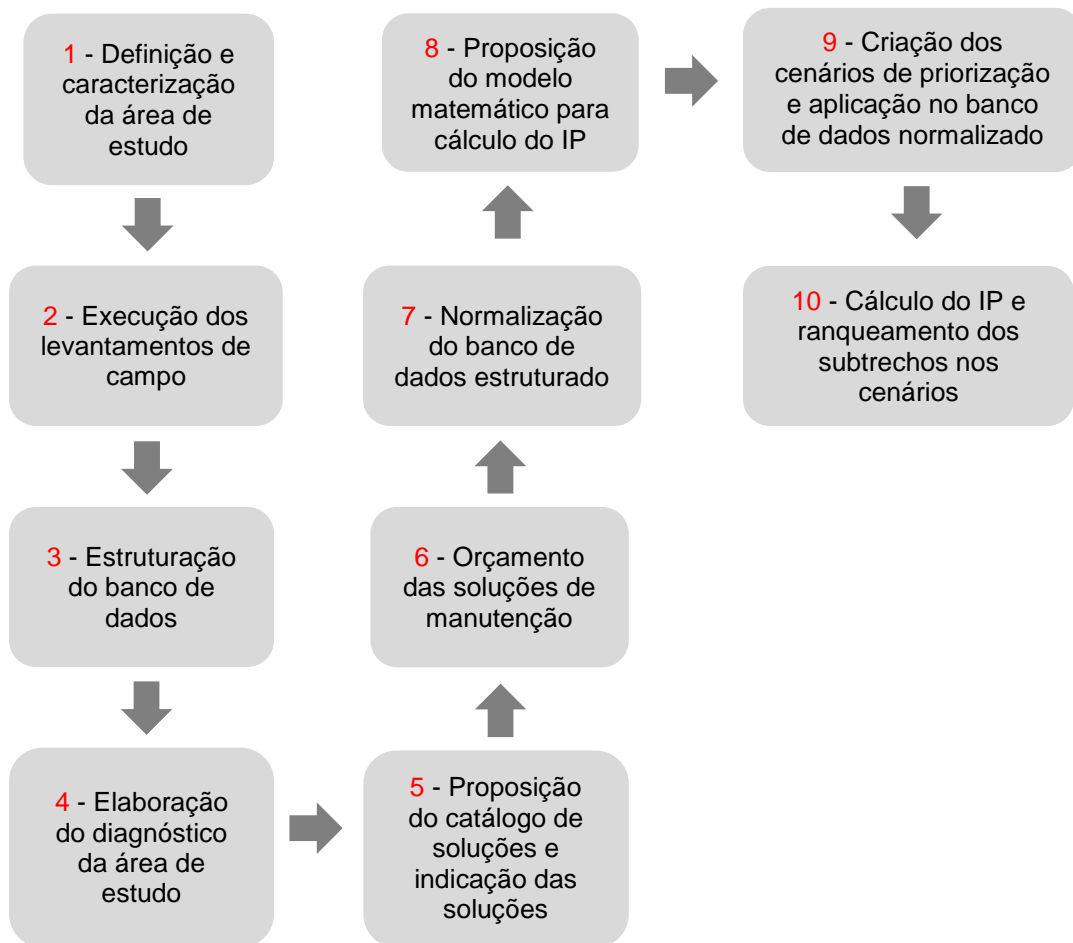 1 - Definição e
caracterização
da área de
estudo
2 - Execução dos
levantamentos de
campo
3 - Estruturação
do banco de
dados
4 - Elaboração
do diagnóstico
da área de
estudo
5 - Proposição
do catálogo de
soluções e
indicação das
soluções
6 - Orçamento
das soluções de
manutenção
7 - Normalização
do banco de
dados estruturado
8 - Proposição
do modelo
matemático para
cálculo do IP
9 - Criação dos
cenários de priorização
e aplicação no banco
de dados normalizado
10 - Cálculo do IP e
ranqueamento dos
subtrechos nos
cenários